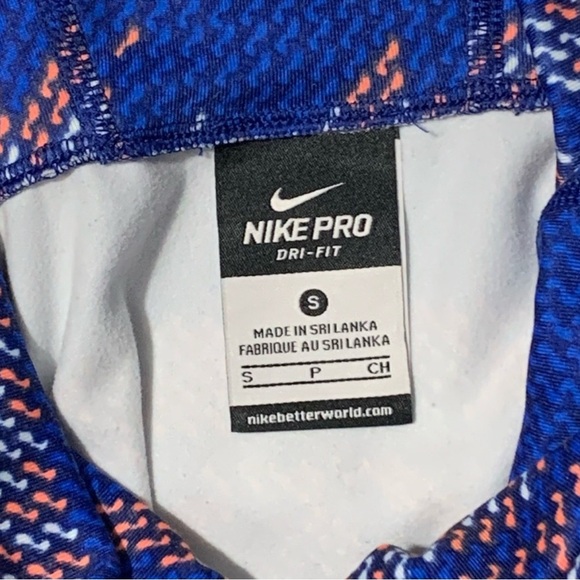 NIKE PRO
DRI-FIT
S
MADE IN SRI LANKA
FABRIQUE AU SRI LANKA
S P CH
nikebetterworld.com